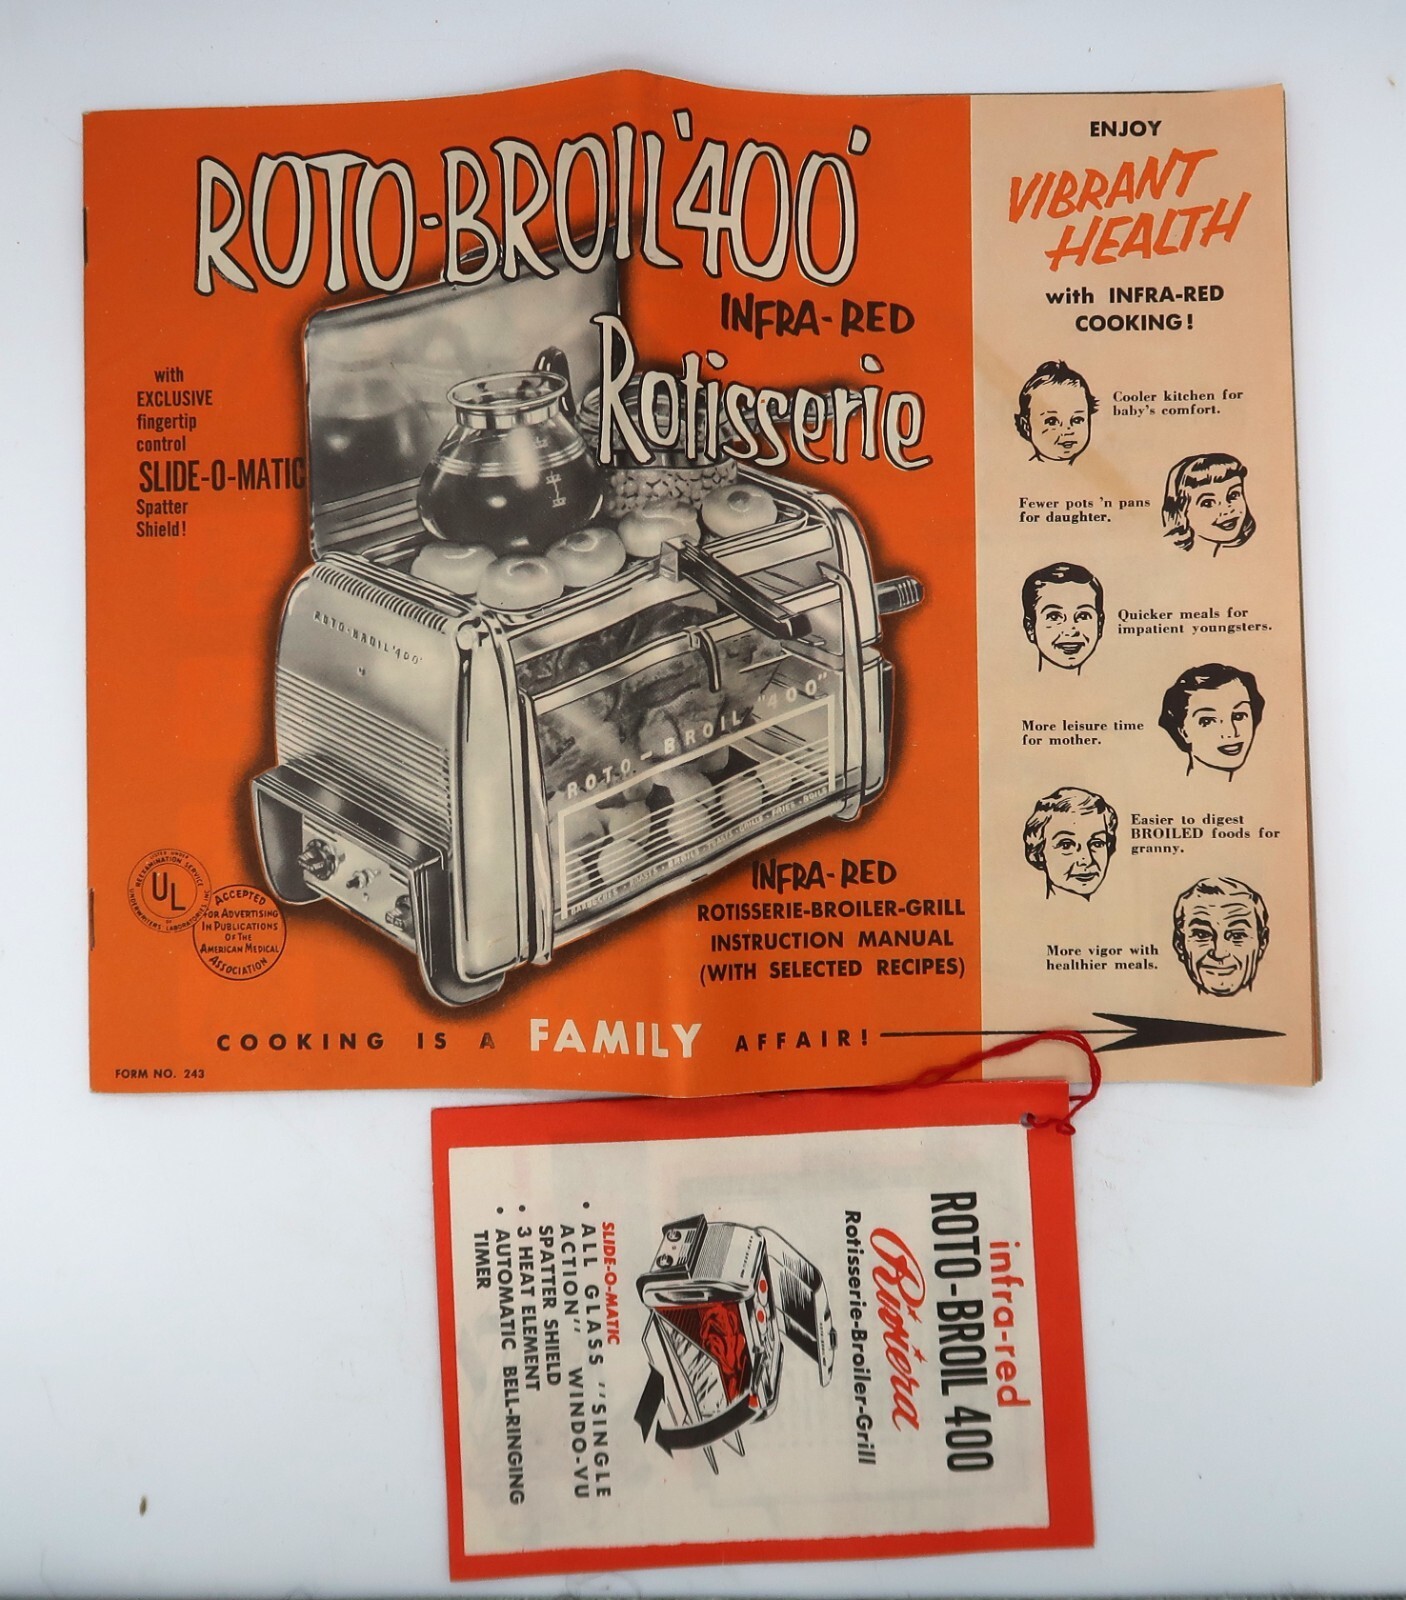 ROTO-BROIL '400'
INFRA-RED
Rotisserie
with
EXCLUSIVE
fingertip
control
SLIDE-O-MATIC
Spatter
Shield!
ROTO-BROIL '400'
ROTO-BROIL "400"
UL
REEXAMINATION SERVICE
UNDERWRITERS LABORATORIES, INC.
ACCEPTED
FOR ADVERTISING
IN PUBLICATIONS
OF THE
AMERICAN MEDICAL
ASSOCIATION
INFRA-RED
ROTISSERIE-BROILER-GRILL
INSTRUCTION MANUAL
(WITH SELECTED RECIPES)
COOKING IS A FAMILY AFFAIR!
FORM NO. 243
ENJOY
VIBRANT
HEALTH
with INFRA-RED
COOKING!
Cooler kitchen for
baby's comfort.
Fewer pots 'n pans
for daughter.
Quicker meals for
impatient youngsters.
More leisure time
for mother.
Easier to digest
BROILED foods for
granny.
More vigor with
healthier meals.
infra-red
ROTO-BROIL 400
Riviera
Rotisserie-Broiler-Grill
SLIDE-O-MATIC
• ALL GLASS "SINGLE
ACTION" WINDO-VU
SPATTER SHIELD
• 3 HEAT ELEMENT
• AUTOMATIC BELL-RINGING
TIMER